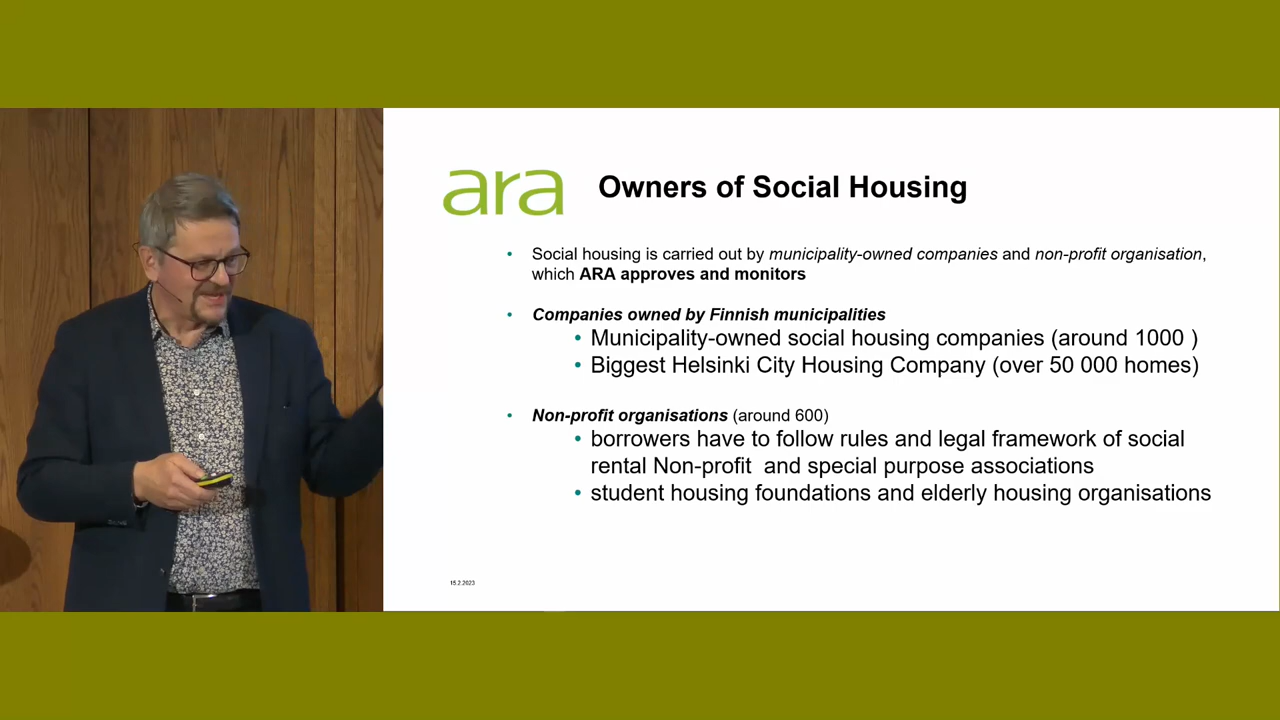 ara
Owners of Social Housing
• Social housing is carried out by municipality-owned companies and non-profit organisation,
which ARA approves and monitors
• Companies owned by Finnish municipalities
• Municipality-owned social housing companies (around 1000 )
• Biggest Helsinki City Housing Company (over 50 000 homes)
• Non-profit organisations (around 600)
• borrowers have to follow rules and legal framework of social
rental Non-profit  and special purpose associations
• student housing foundations and elderly housing organisations
15.2.2023